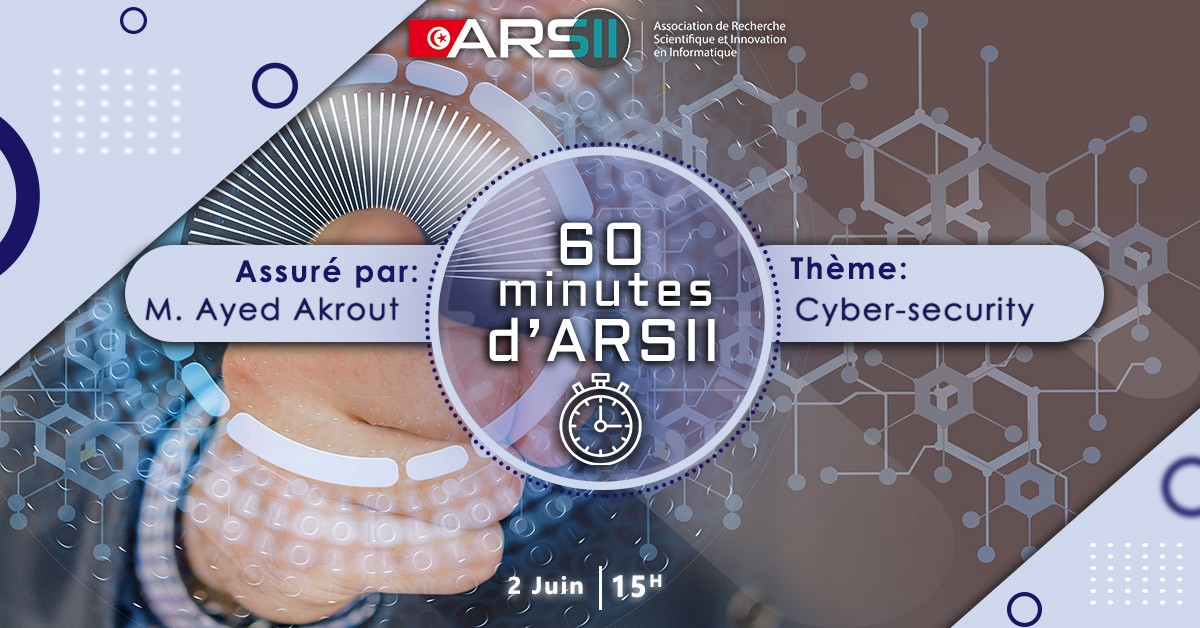 ARSII
Association de Recherche
Scientifique et Innovation
en Informatique
60
minutes
d'ARSII
Assuré par:
M. Ayed Akrout
Thème:
Cyber-security
2 Juin | 15H